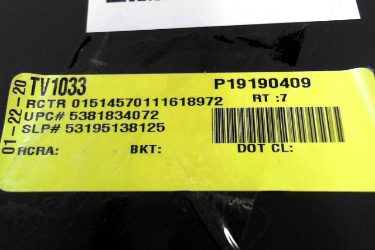 01-22-20
TV1033 P19190409
RCTR 01514570111618972 RT :7
UPC# 5381834072
SLP# 53195138125
RCRA: BKT: DOT CL: